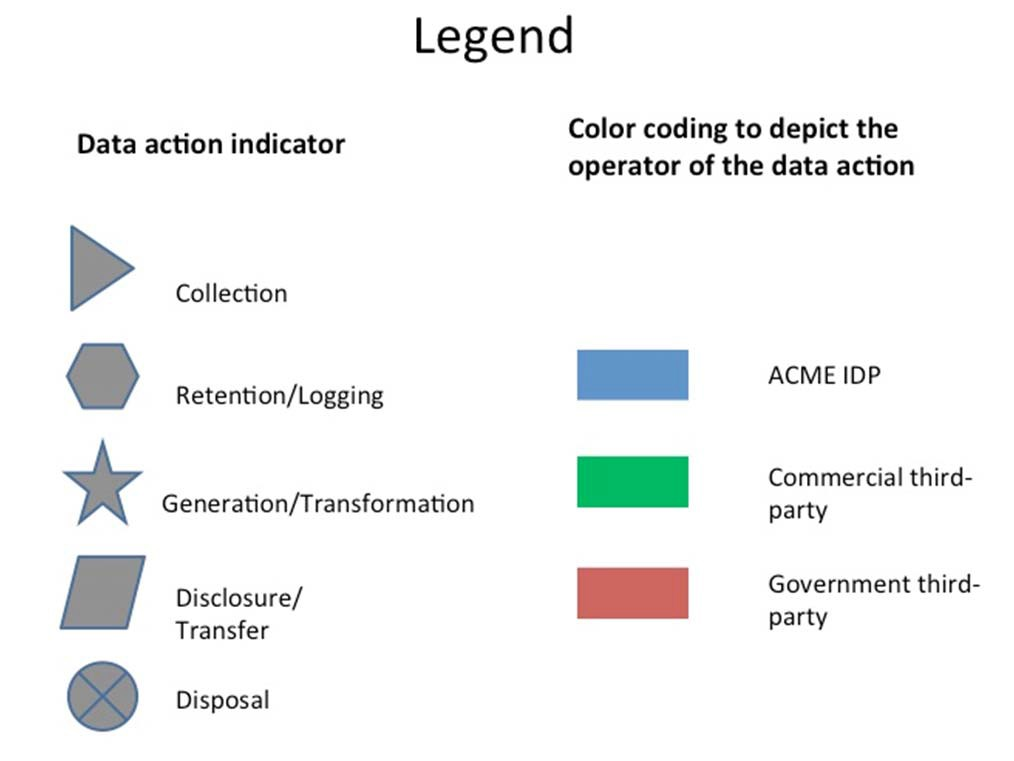 Legend
Data action indicator
Color coding to depict the
operator of the data action
Collection
Retention/Logging
Generation/Transformation
Disclosure/
Transfer
Disposal
ACME IDP
Commercial third-
party
Government third-
party